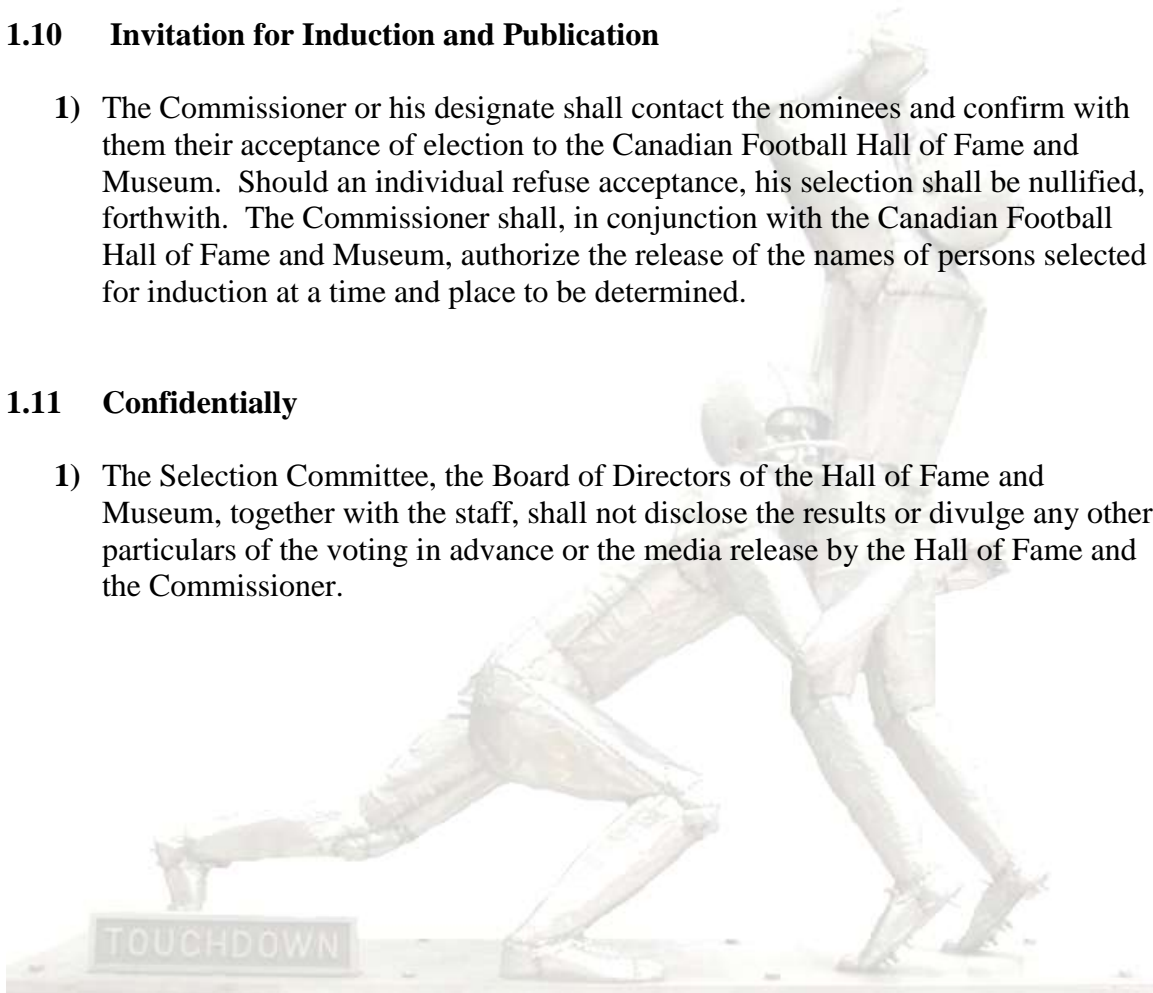 1.10 Invitation for Induction and Publication
1) The Commissioner or his designate shall contact the nominees and confirm with
them their acceptance of election to the Canadian Football Hall of Fame and
Museum. Should an individual refuse acceptance, his selection shall be nullified,
forthwith. The Commissioner shall, in conjunction with the Canadian Football
Hall of Fame and Museum, authorize the release of the names of persons selected
for induction at a time and place to be determined.
1.11 Confidentially
1) The Selection Committee, the Board of Directors of the Hall of Fame and
Museum, together with the staff, shall not disclose the results or divulge any other
particulars of the voting in advance or the media release by the Hall of Fame and
the Commissioner.
TOUCHDOWN